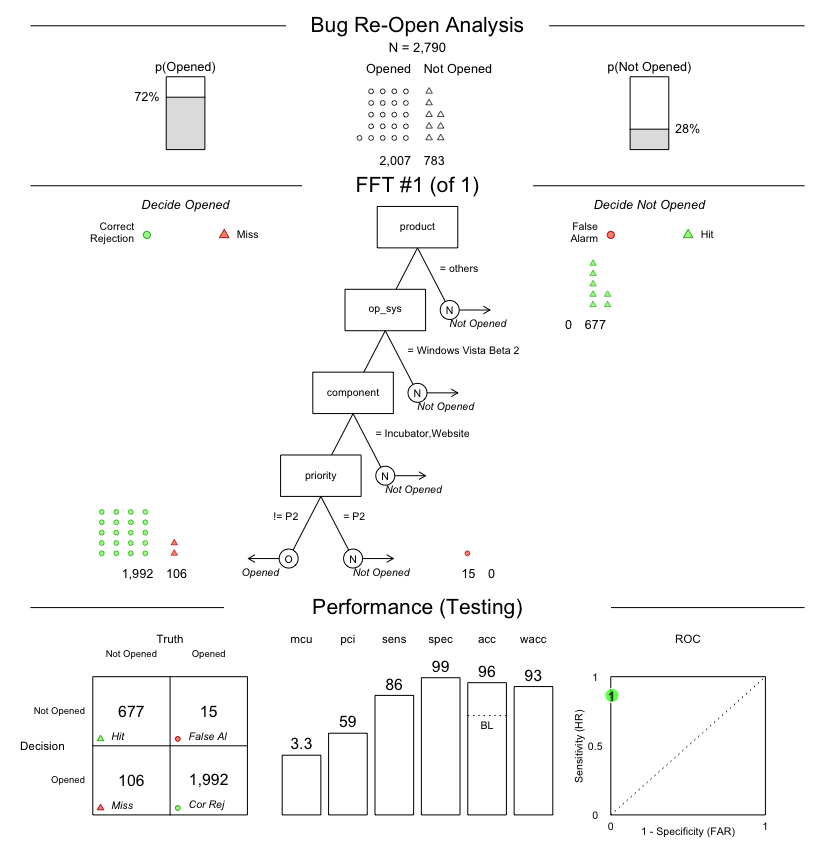 Bug Re-Open Analysis
N = 2,790
p(Opened)
Opened
Not Opened
p(Not Opened)
72%
28%
2,007
783
FFT #1 (of 1)
Decide Opened
Decide Not Opened
Correct
Rejection
Miss
False
Alarm
Hit
product
= others
op_sys
N
Not Opened
0
677
= Windows Vista Beta 2
component
N
Not Opened
= Incubator,Website
priority
N
Not Opened
!= P2
= P2
O
N
Opened
Not Opened
1,992
106
15
0
Performance (Testing)
Truth
Not Opened
Opened
mcu
pci
sens
spec
acc
wacc
ROC
3.3
59
86
99
96
93
BL
Decision
Not Opened
677
15
Hit
False Al
Opened
106
1,992
Miss
Cor Rej
Sensitivity (HR)
1
0.5
0
1
0
1
1 - Specificity (FAR)